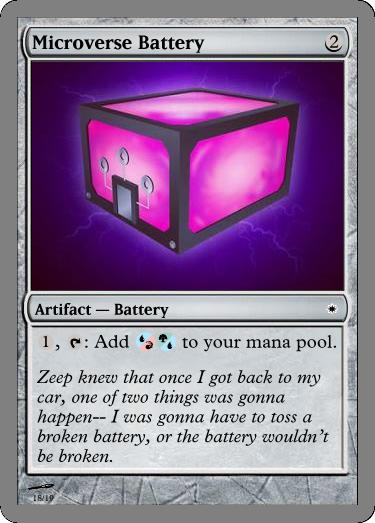 Microverse Battery 2
Artifact — Battery
1, : Add to your mana pool.
Zeep knew that once I got back to my
car, one of two things was gonna
happen-- I was gonna have to toss a
broken battery, or the battery wouldn't
be broken.
18/19